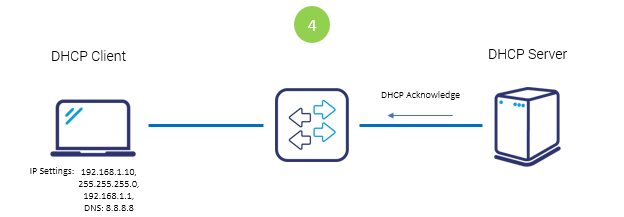 4
DHCP Client
DHCP Server
DHCP Acknowledge
IP Settings: 192.168.1.10,
255.255.255.0,
192.168.1.1,
DNS: 8.8.8.8